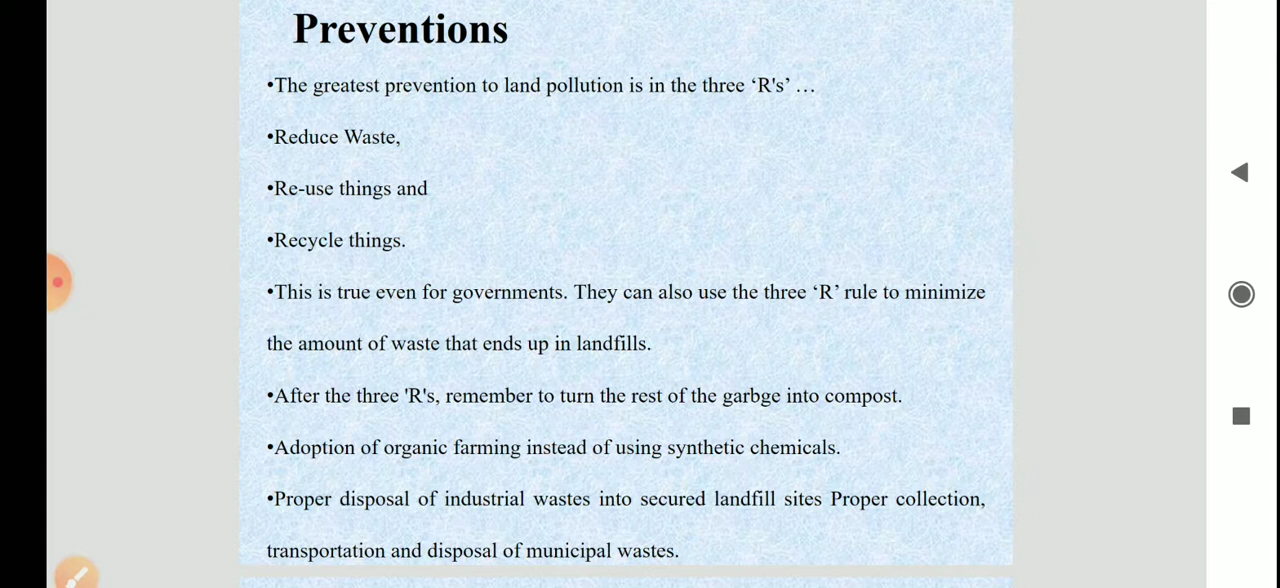 Preventions
•The greatest prevention to land pollution is in the three ‘R's’ …
•Reduce Waste,
•Re-use things and
•Recycle things.
•This is true even for governments. They can also use the three ‘R’ rule to minimize
the amount of waste that ends up in landfills.
•After the three 'R's, remember to turn the rest of the garbge into compost.
•Adoption of organic farming instead of using synthetic chemicals.
•Proper disposal of industrial wastes into secured landfill sites Proper collection,
transportation and disposal of municipal wastes.